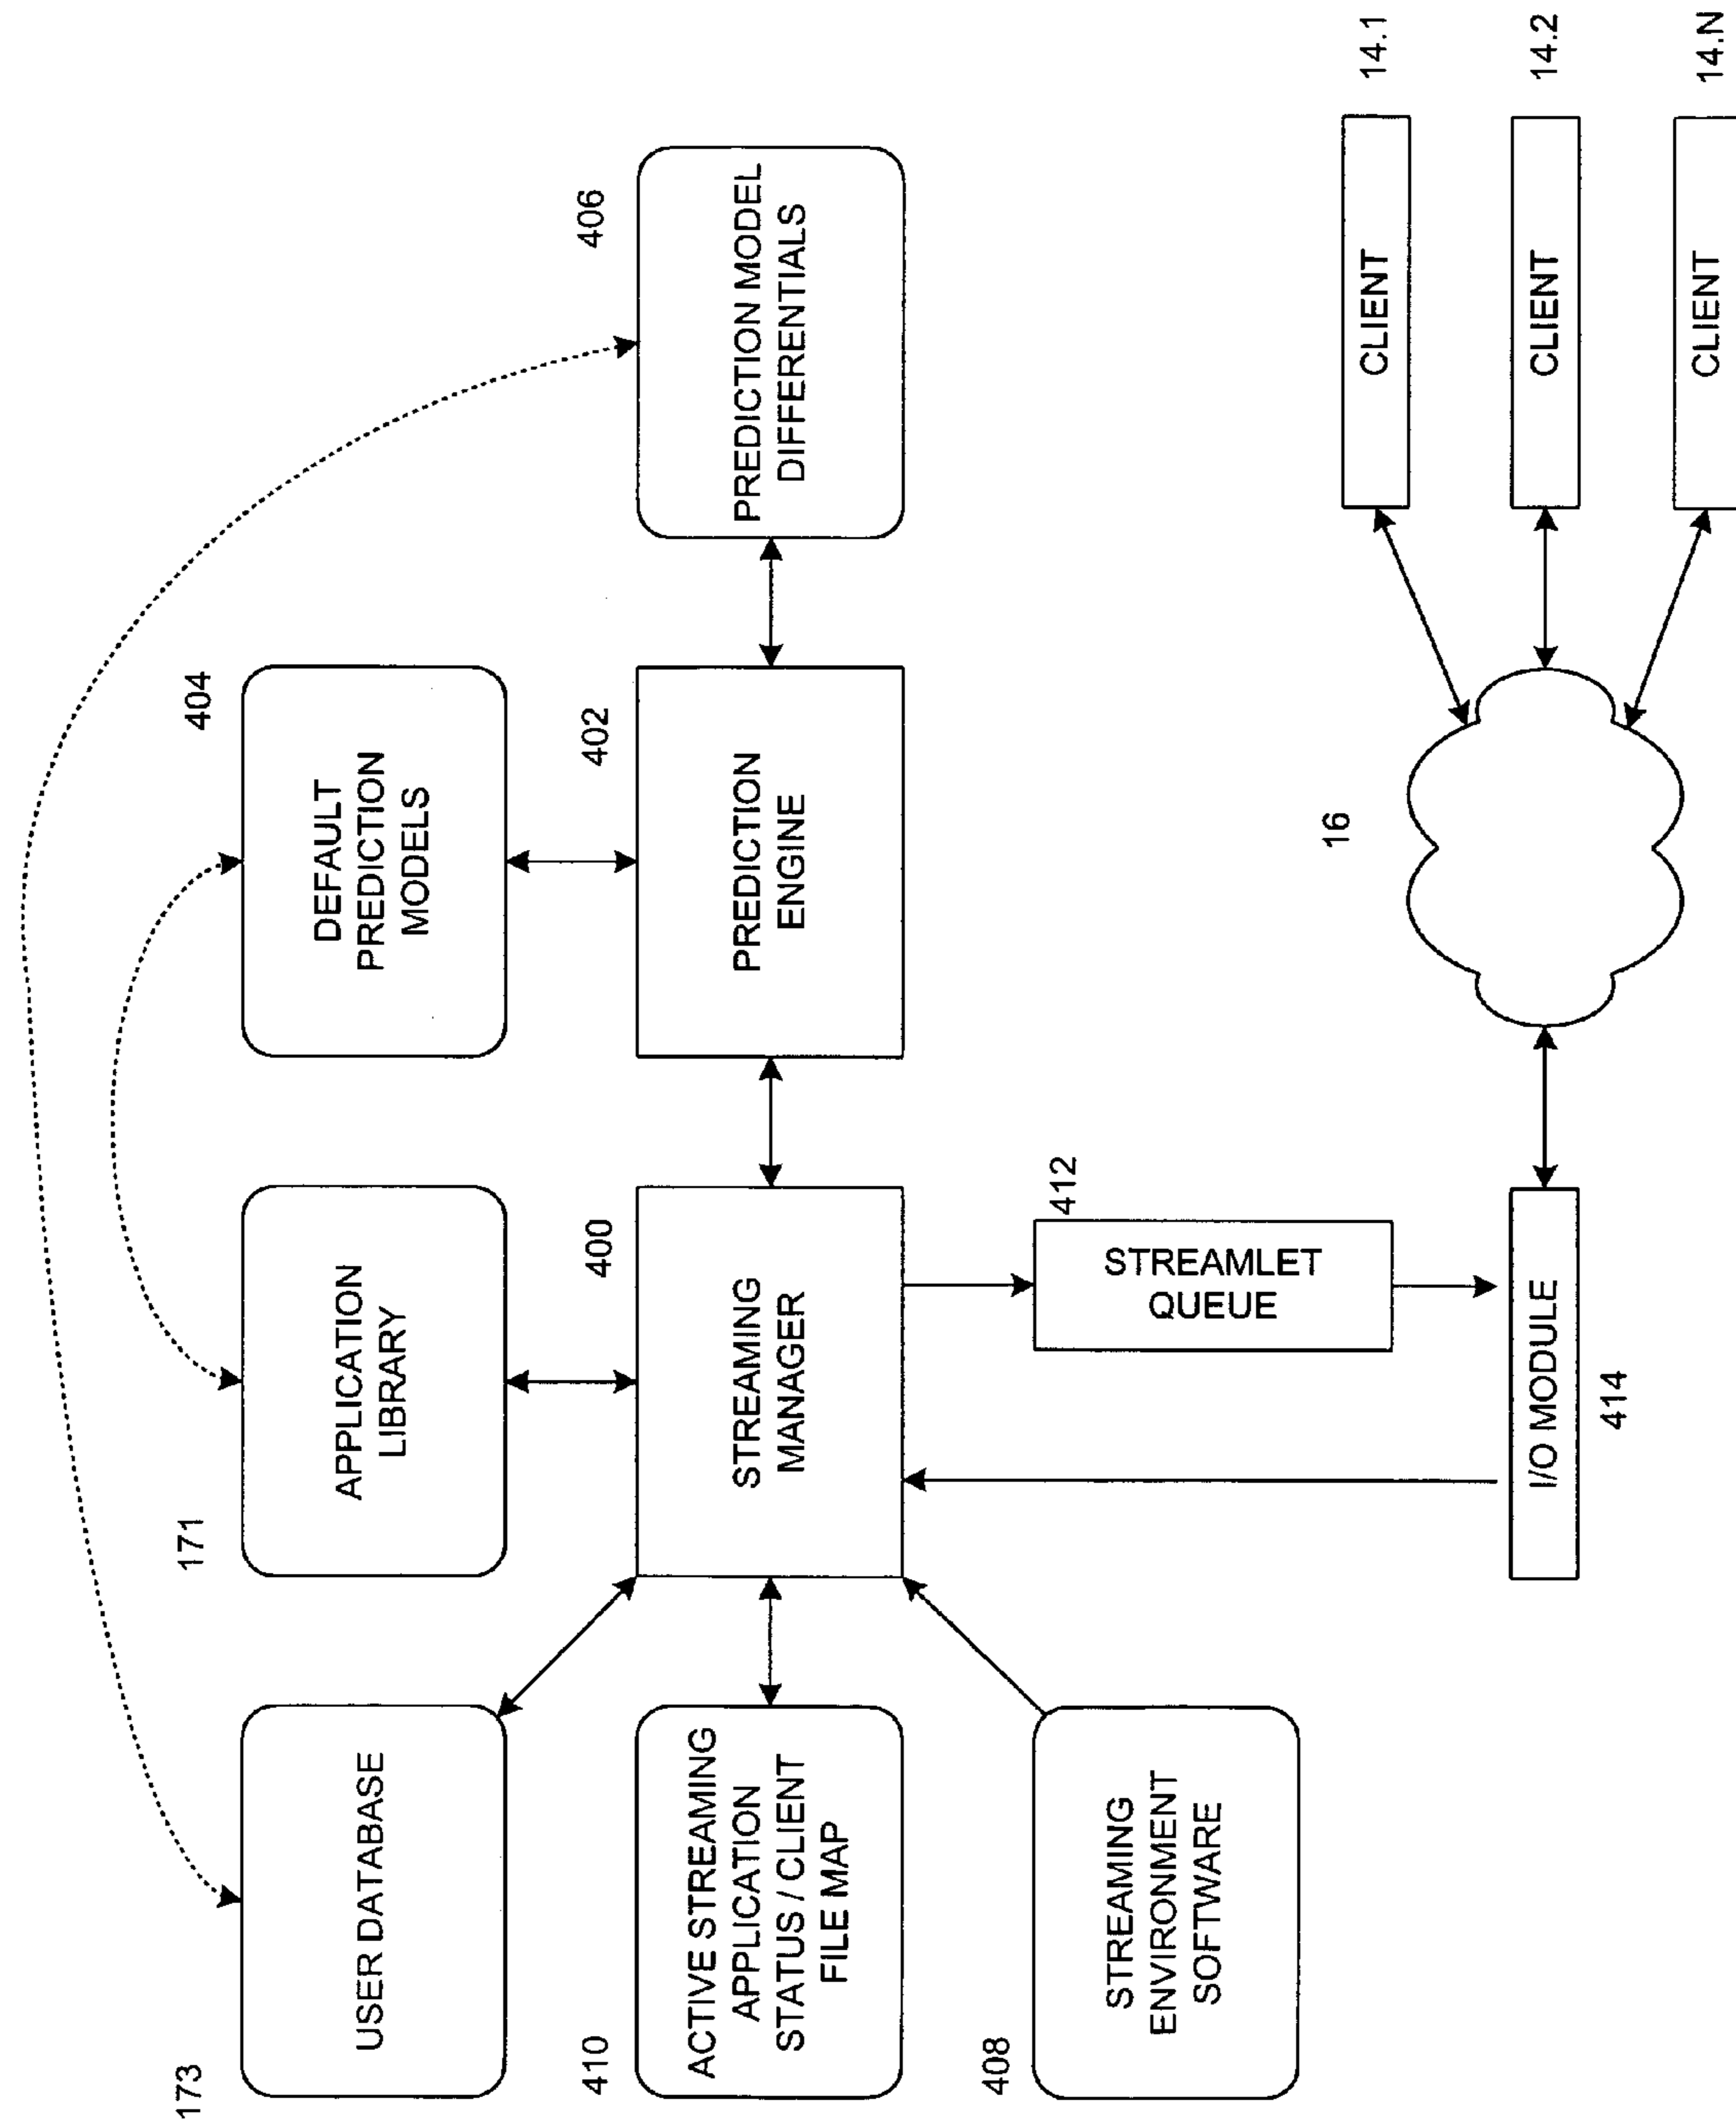 173
USER DATABASE
171
APPLICATION
LIBRARY
404
DEFAULT
PREDICTION
MODELS
410
ACTIVE STREAMING
APPLICATION
STATUS / CLIENT
FILE MAP
400
STREAMING
MANAGER
402
PREDICTION
ENGINE
406
PREDICTION MODEL
DIFFERENTIALS
408
STREAMING
ENVIRONMENT
SOFTWARE
412
STREAMLET
QUEUE
I/O MODULE
414
16
CLIENT
14.1
CLIENT
14.2
CLIENT
14.N